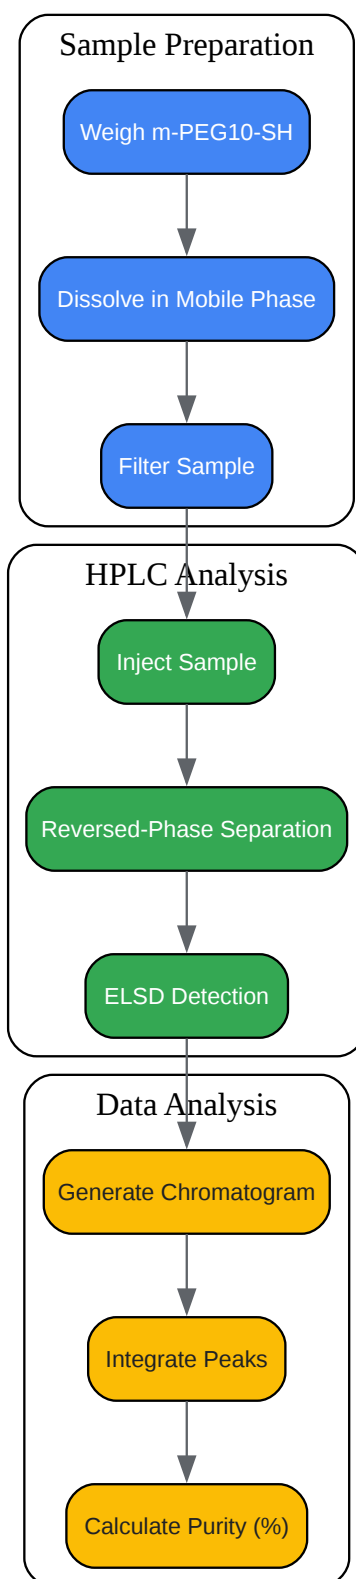 Sample Preparation
Weigh m-PEG10-SH
Dissolve in Mobile Phase
Filter Sample
HPLC Analysis
Inject Sample
Reversed-Phase Separation
ELSD Detection
Data Analysis
Generate Chromatogram
Integrate Peaks
Calculate Purity (%)